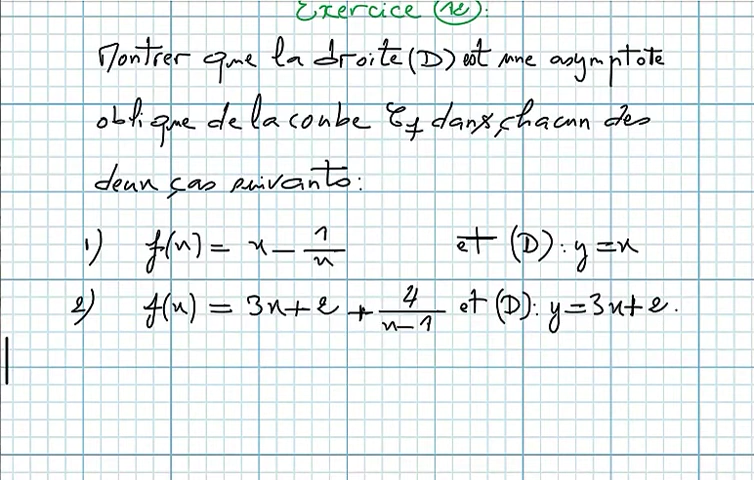 Exercice 12:
Montrer que la droite (D) est une asymptote
oblique de la courbe Cf dans chacun des
deux cas suivants:
1) f(x) = x - 1/x et (D): y = x
2) f(x) = 3x + 2 + 4/(x-1) et (D): y = 3x + 2.